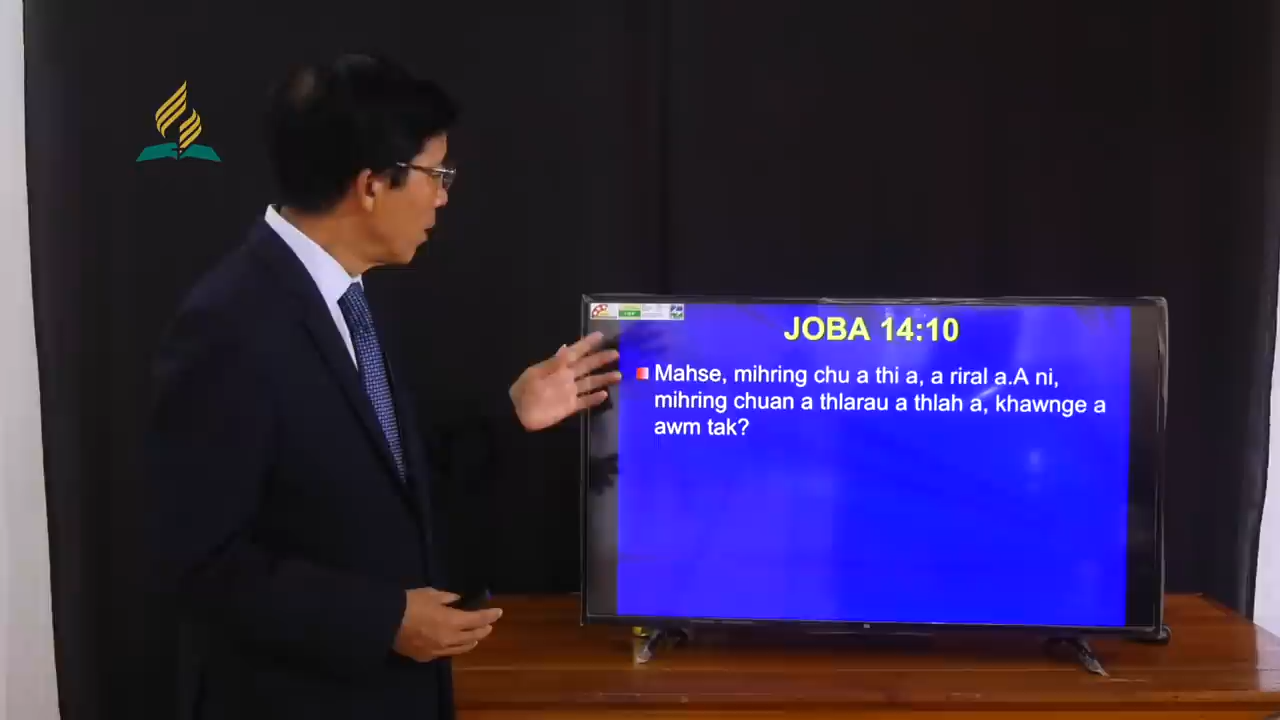 JOBA 14:10
Mahse, mihring chu a thi a, a riral a.A ni,
mihring chuan a thlarau a thlah a, khawnge a
awm tak?